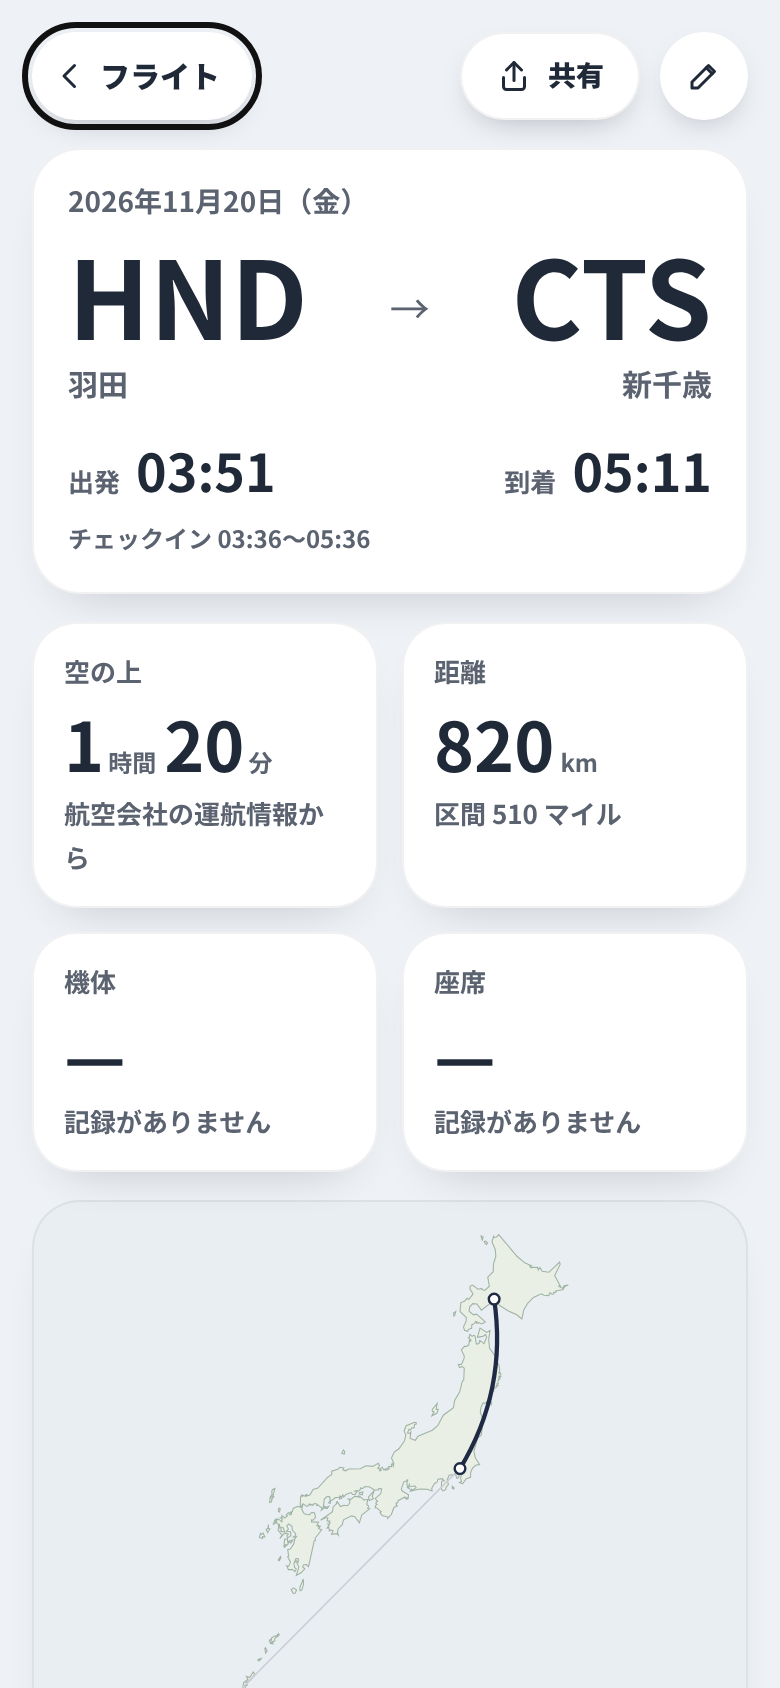 フライト
共有
2026年11月20日（金）
HND → CTS
羽田 新千歳
出発 03:51 到着 05:11
チェックイン 03:36〜05:36
空の上
1時間20分
航空会社の運航情報か
ら
距離
820 km
区間 510 マイル
機体
—
記録がありません
座席
—
記録がありません